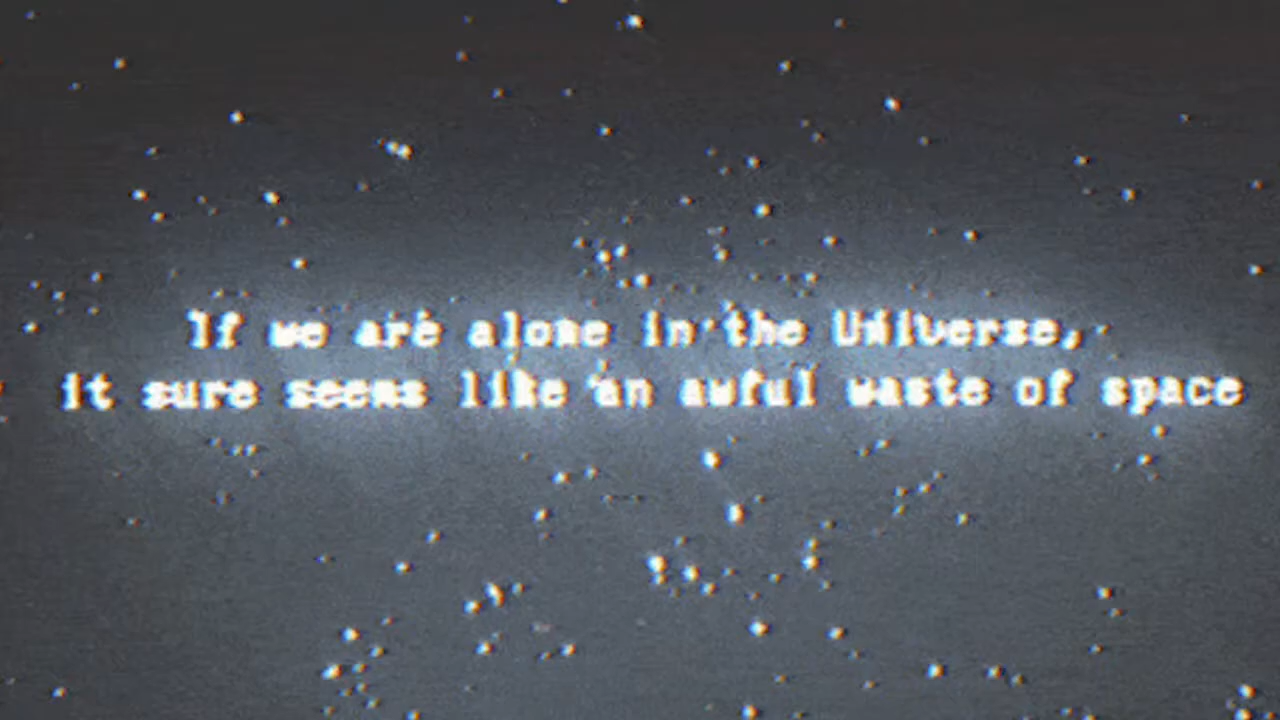 If we are alone in the Universe,
it sure seems like an awful waste of space